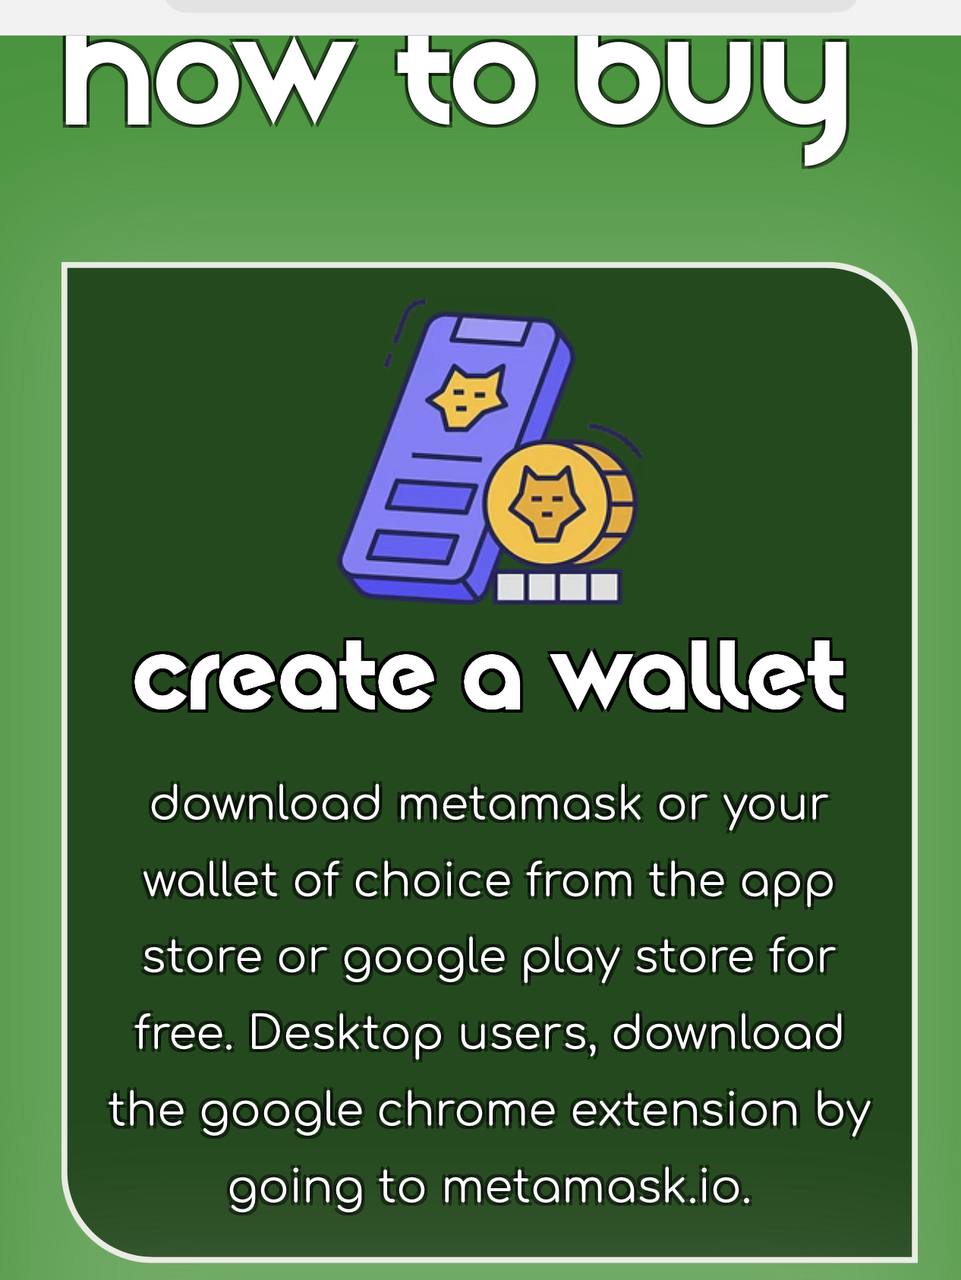 how to buy
create a wallet
download metamask or your
wallet of choice from the app
store or google play store for
free. Desktop users, download
the google chrome extension by
going to metamask.io.